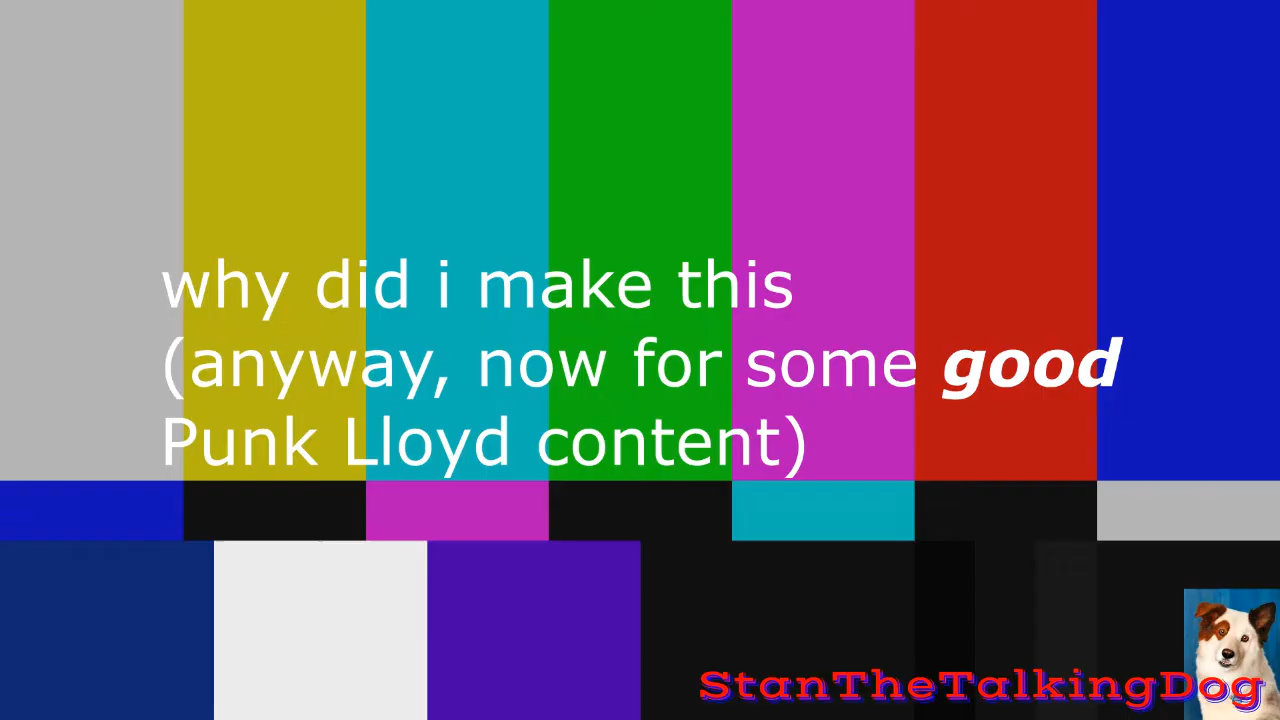 why did i make this
(anyway, now for some good
Punk Lloyd content)
StanTheTalkingDog